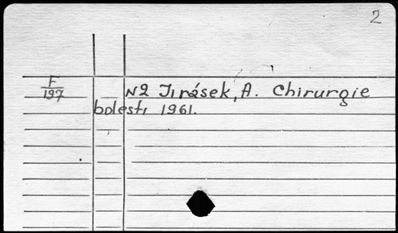 2
F
197
N2 Jirásek, A. Chirurgie
bolesti 1961.